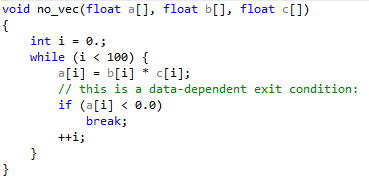 void no_vec(float a[], float b[], float c[])
{
    int i = 0.;
    while (i < 100) {
        a[i] = b[i] * c[i];
        // this is a data-dependent exit condition:
        if (a[i] < 0.0)
            break;
        ++i;
    }
}